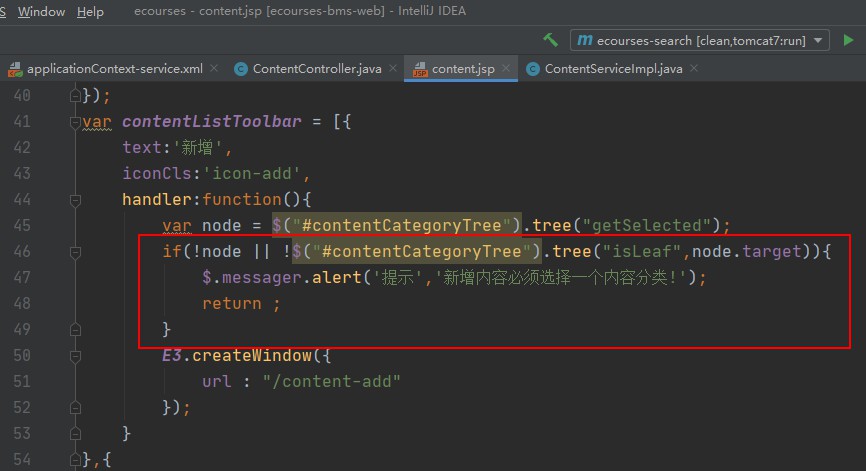 S Window Help ecourses - content.jsp [ecourses-bms-web] - IntelliJ IDEA
m ecourses-search [clean,tomcat7:run]
applicationContext-service.xml × ContentController.java × JSP content.jsp × ContentServiceImpl.java ×
40 });
41 var contentListToolbar = [{
42 text:'新增',
43 iconCls:'icon-add',
44 handler:function(){
45 var node = $("#contentCategoryTree").tree("getSelected");
46 if(!node || !$("#contentCategoryTree").tree("isLeaf",node.target)){
47 $.messager.alert('提示','新增内容必须选择一个内容分类!');
48 return ;
49 }
50 E3.createWindow({
51 url : "/content-add"
52 });
53 }
54 },{